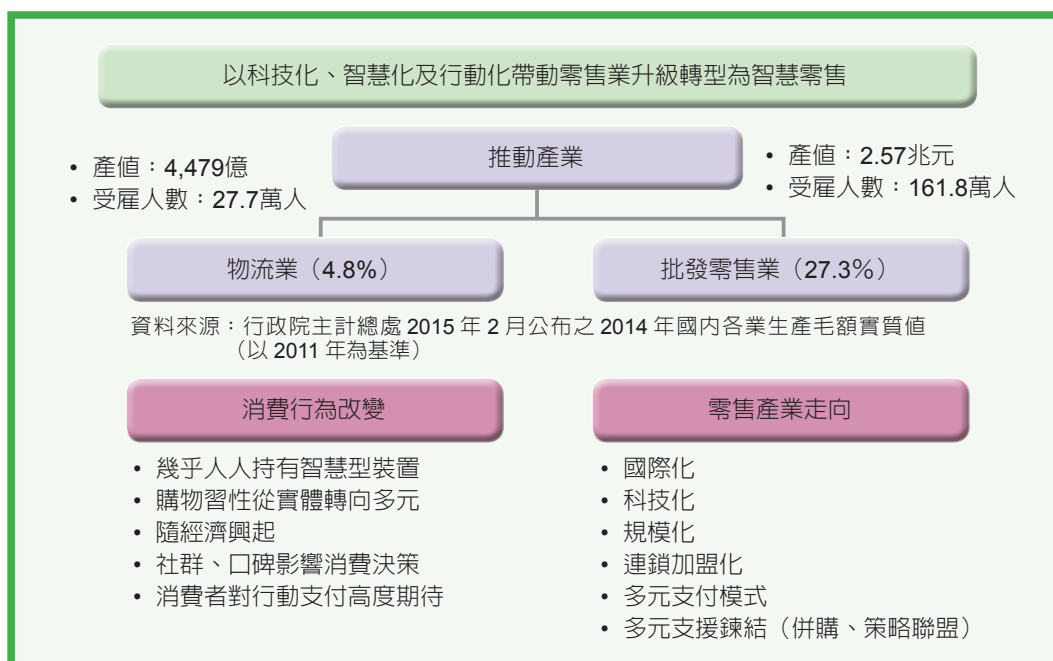 以科技化、智慧化及行動化帶動零售業升級轉型為智慧零售
推動產業
• 產值：4,479億
• 受雇人數：27.7萬人
• 產值：2.57兆元
• 受雇人數：161.8萬人
物流業（4.8%）
批發零售業（27.3%）
資料來源：行政院主計總處 2015 年 2 月公布之 2014 年國內各業生產毛額實質值
（以 2011 年為基準）
消費行為改變
• 幾乎人人持有智慧型裝置
• 購物習性從實體轉向多元
• 隨經濟興起
• 社群、口碑影響消費決策
• 消費者對行動支付高度期待
零售產業走向
• 國際化
• 科技化
• 規模化
• 連鎖加盟化
• 多元支付模式
• 多元支援鍊結（併購、策略聯盟）